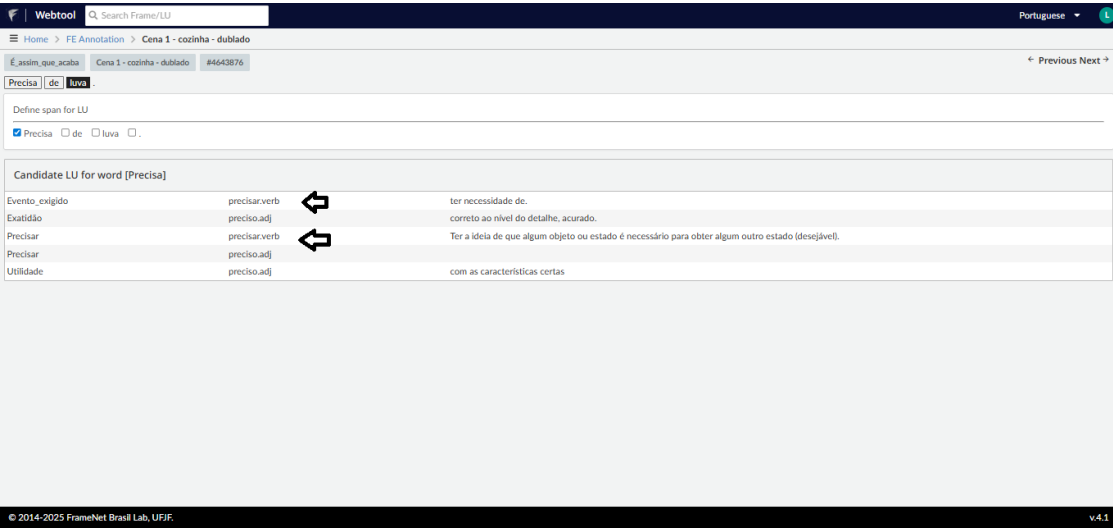 Webtool Search Frame/LU Portuguese L
Home > FE Annotation > Cena 1 - cozinha - dublado
É_assim_que_acaba Cena 1 - cozinha - dublado #4643876 ← Previous Next →
Precisa de luva .
Define span for LU
Precisa de luva .
Candidate LU for word [Precisa]
Evento_exigido precisar.verb ter necessidade de.
Exatidão preciso.adj correto ao nível do detalhe, acurado.
Precisar precisar.verb Ter a ideia de que algum objeto ou estado é necessário para obter algum outro estado (desejável).
Precisar preciso.adj
Utilidade preciso.adj com as características certas
© 2014-2025 FrameNet Brasil Lab, UFJF. v.4.1